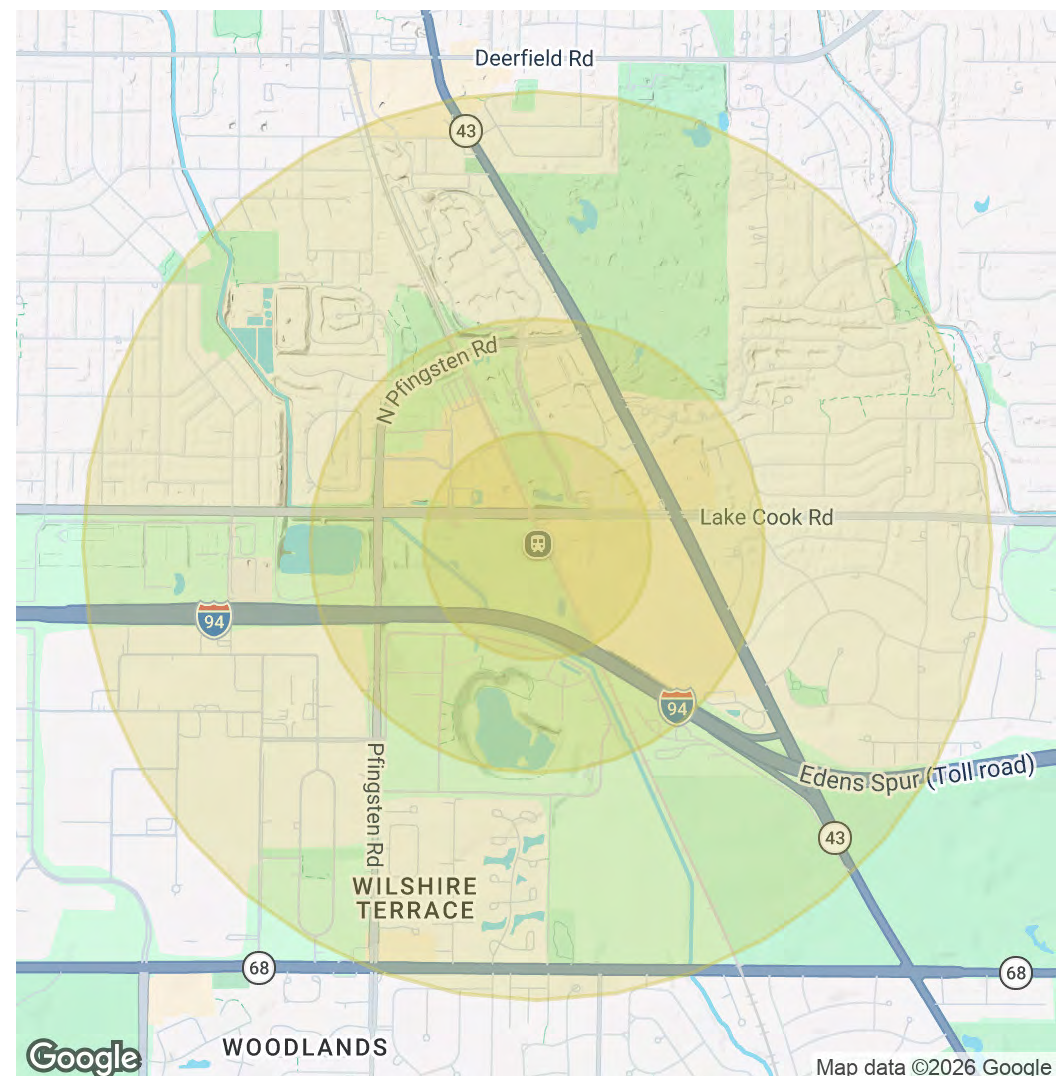 Deerfield Rd
43
N Pfingsten Rd
Lake Cook Rd
94
94
Pfingsten Rd
Edens Spur (Toll road)
43
WILSHIRE
TERRACE
68
68
WOODLANDS
Google
Map data ©2026 Google